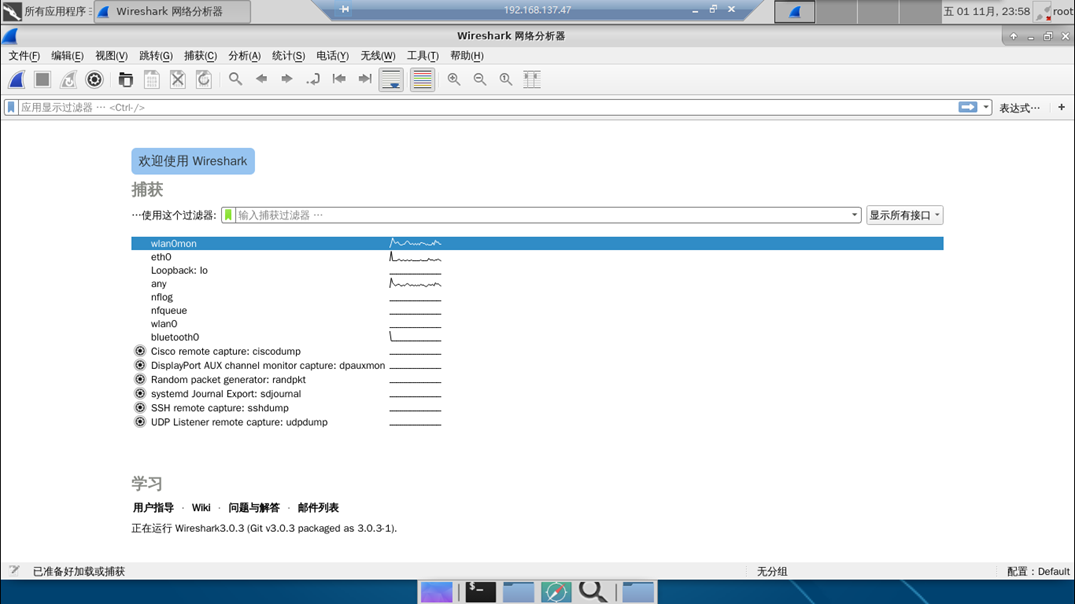 所有应用程序 Wireshark 网络分析器 192.168.137.47 五 01 11月, 23:58 root
Wireshark 网络分析器
文件(F) 编辑(E) 视图(V) 跳转(G) 捕获(C) 分析(A) 统计(S) 电话(Y) 无线(W) 工具(T) 帮助(H)
应用显示过滤器 … <Ctrl-/> 表达式… +
欢迎使用 Wireshark
捕获
…使用这个过滤器: 输入捕获过滤器 … 显示所有接口
wlan0mon
eth0
Loopback: lo
any
nflog
nfqueue
wlan0
bluetooth0
Cisco remote capture: ciscodump
DisplayPort AUX channel monitor capture: dpauxmon
Random packet generator: randpkt
systemd Journal Export: sdjournal
SSH remote capture: sshdump
UDP Listener remote capture: udpdump
学习
用户指导 · Wiki · 问题与解答 · 邮件列表
正在运行 Wireshark3.0.3 (Git v3.0.3 packaged as 3.0.3-1).
已准备好加载或捕获 无分组 配置：Default